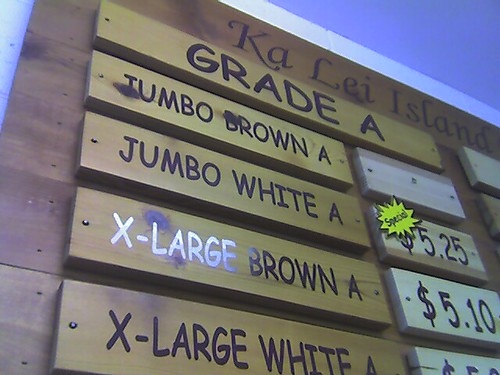 Ka Lei Island
GRADE A
JUMBO BROWN A
JUMBO WHITE A
Special
$5.25
X-LARGE BROWN A
$5.10
X-LARGE WHITE A